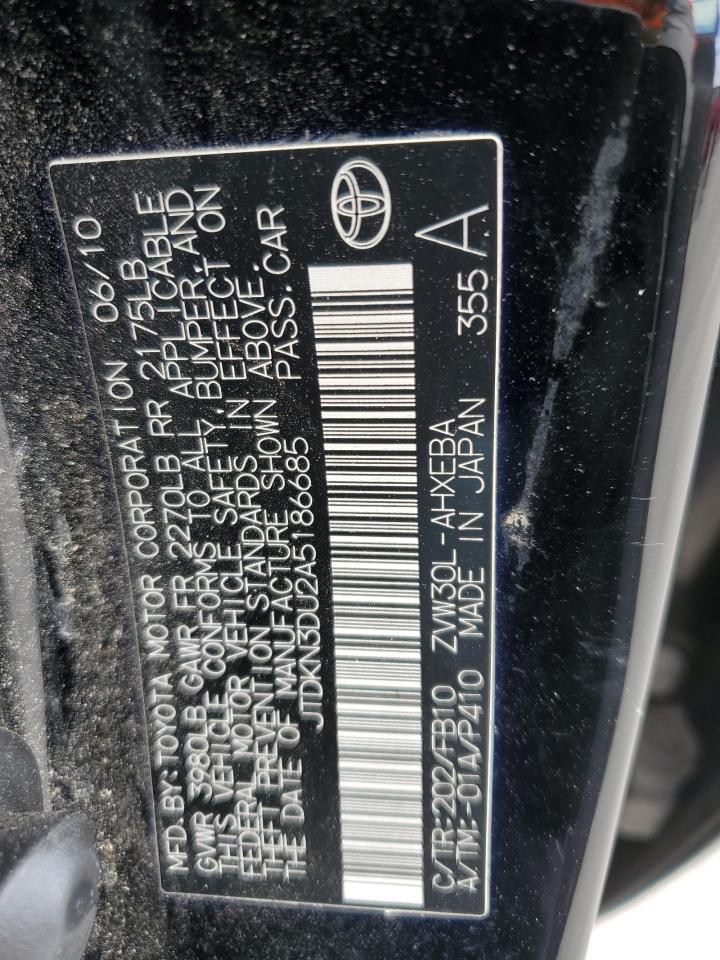 MFD.BY:TOYOTA MOTOR CORPORATION 06/10
GVWR 3980LB GAWR FR 2270LB RR 2175LB
THIS VEHICLE CONFORMS TO ALL APPLICABLE
FEDERAL MOTOR VEHICLE SAFETY,BUMPER,AND
THEFT PREVENTION STANDARDS IN EFFECT ON
THE DATE OF MANUFACTURE SHOWN ABOVE.
JTDKN3DU2A5186685 PASS.CAR
C/TR:202/FB10 ZVW30L-AHXEBA 355 A
A/TM:-01A/P410 MADE IN JAPAN